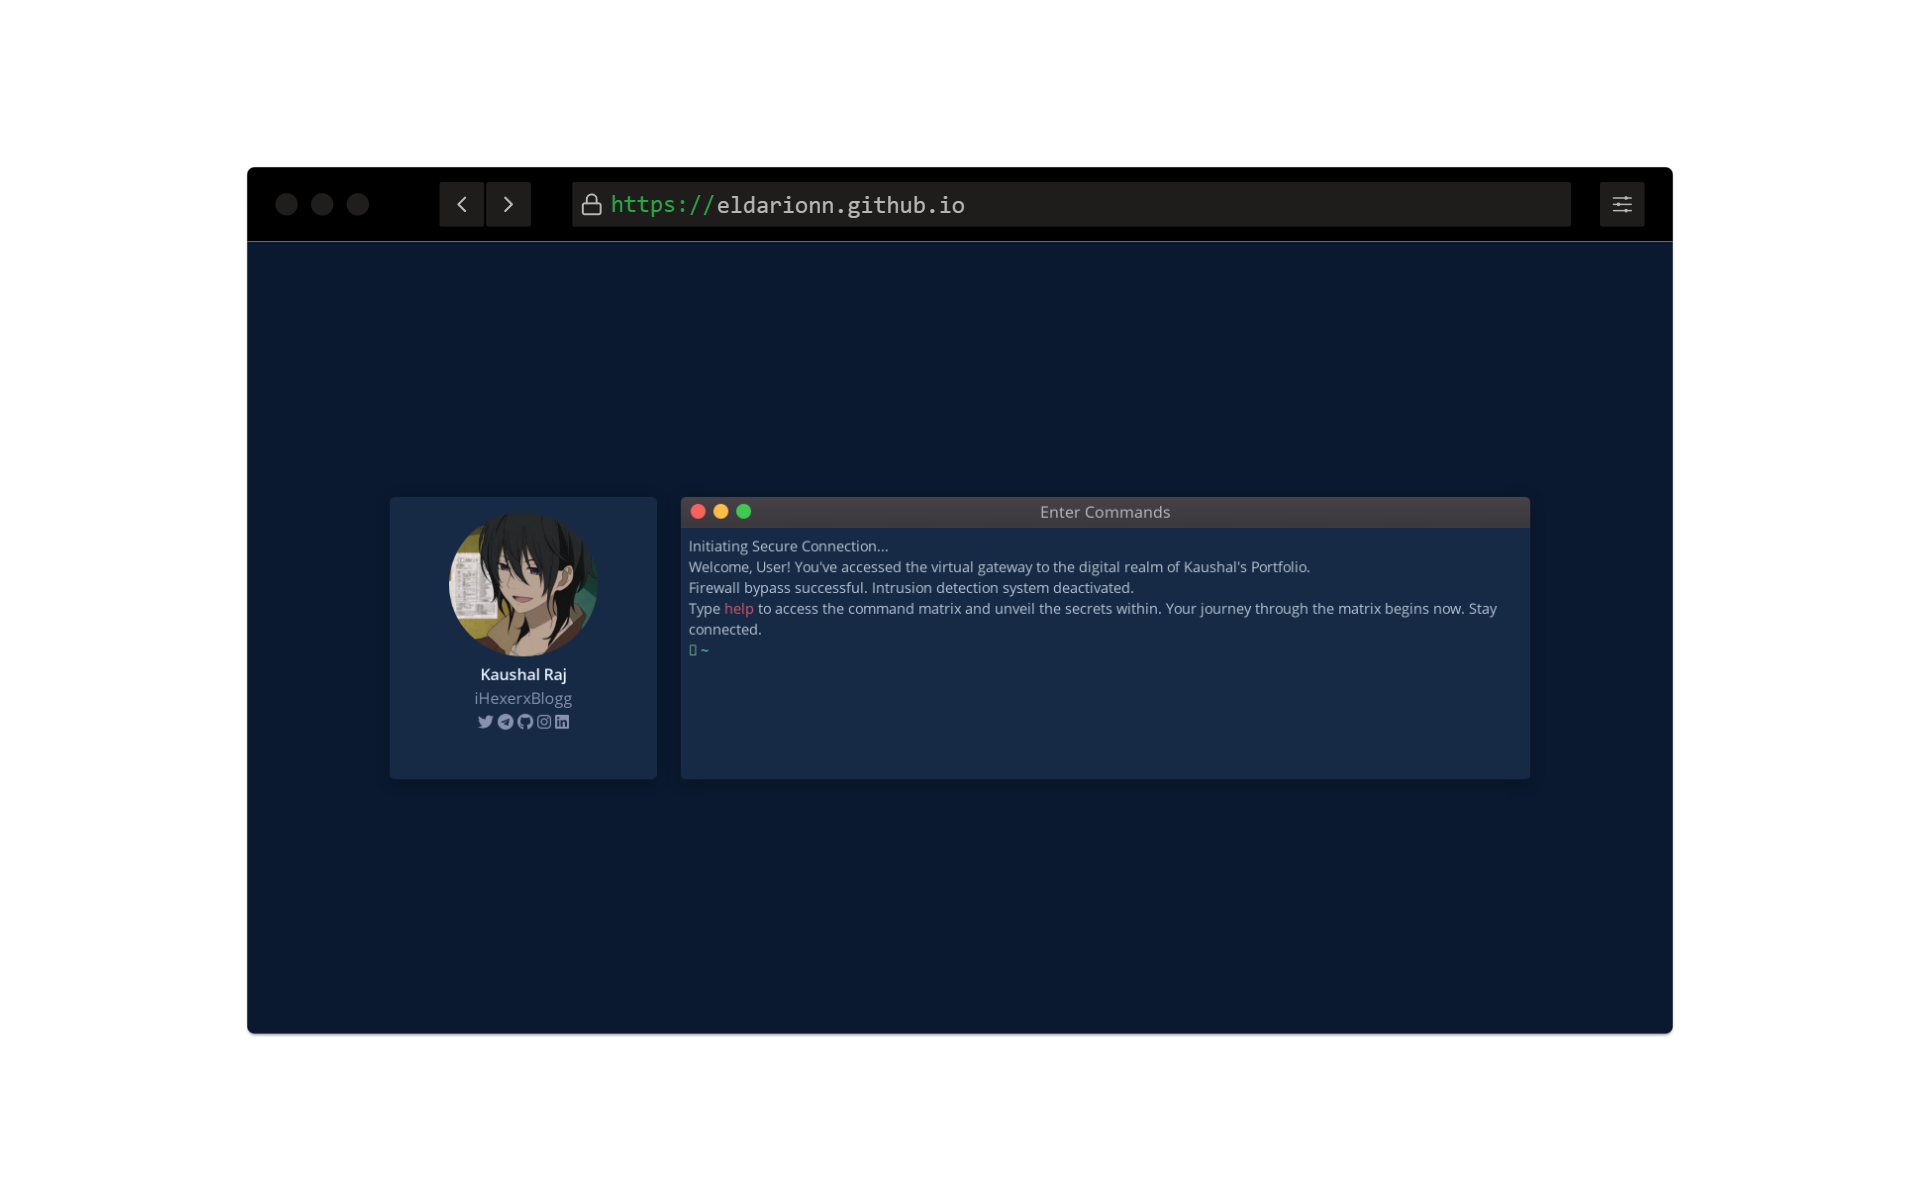 https://eldarionn.github.io
Enter Commands
Initiating Secure Connection...
Welcome, User! You've accessed the virtual gateway to the digital realm of Kaushal's Portfolio.
Firewall bypass successful. Intrusion detection system deactivated.
Type help to access the command matrix and unveil the secrets within. Your journey through the matrix begins now. Stay
connected.
~
Kaushal Raj
iHexerxBlogg